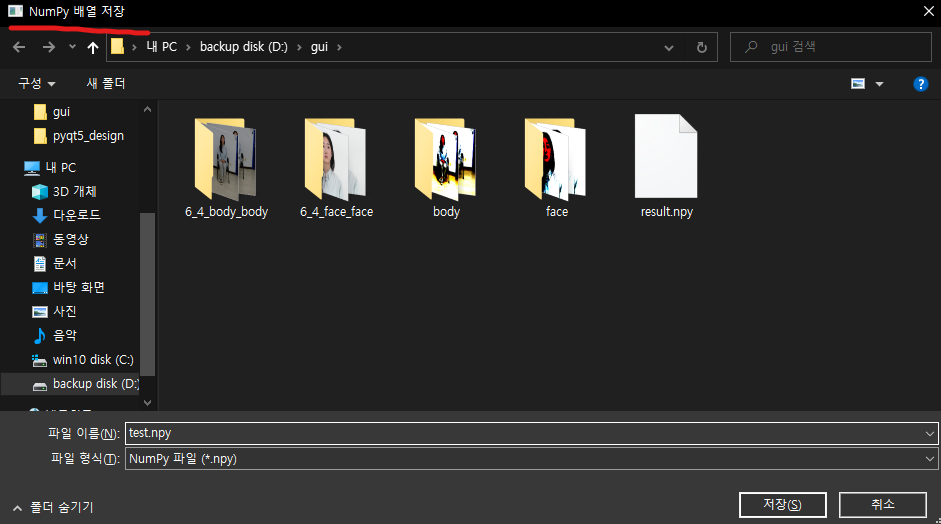 NumPy 배열 저장
내 PC > backup disk (D:) > gui >
gui 검색
구성
새 폴더
gui
pyqt5_design
내 PC
3D 개체
다운로드
동영상
문서
바탕 화면
사진
음악
win10 disk (C:)
backup disk (D:)
6_4_body_body
6_4_face_face
body
face
result.npy
파일 이름(N): test.npy
파일 형식(T): NumPy 파일 (*.npy)
폴더 숨기기
저장(S)
취소